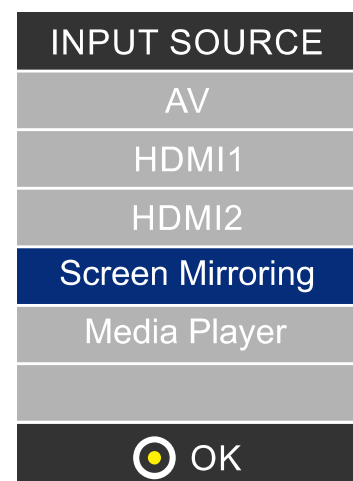 INPUT SOURCE
AV
HDMI1
HDMI2
Screen Mirroring
Media Player
OK